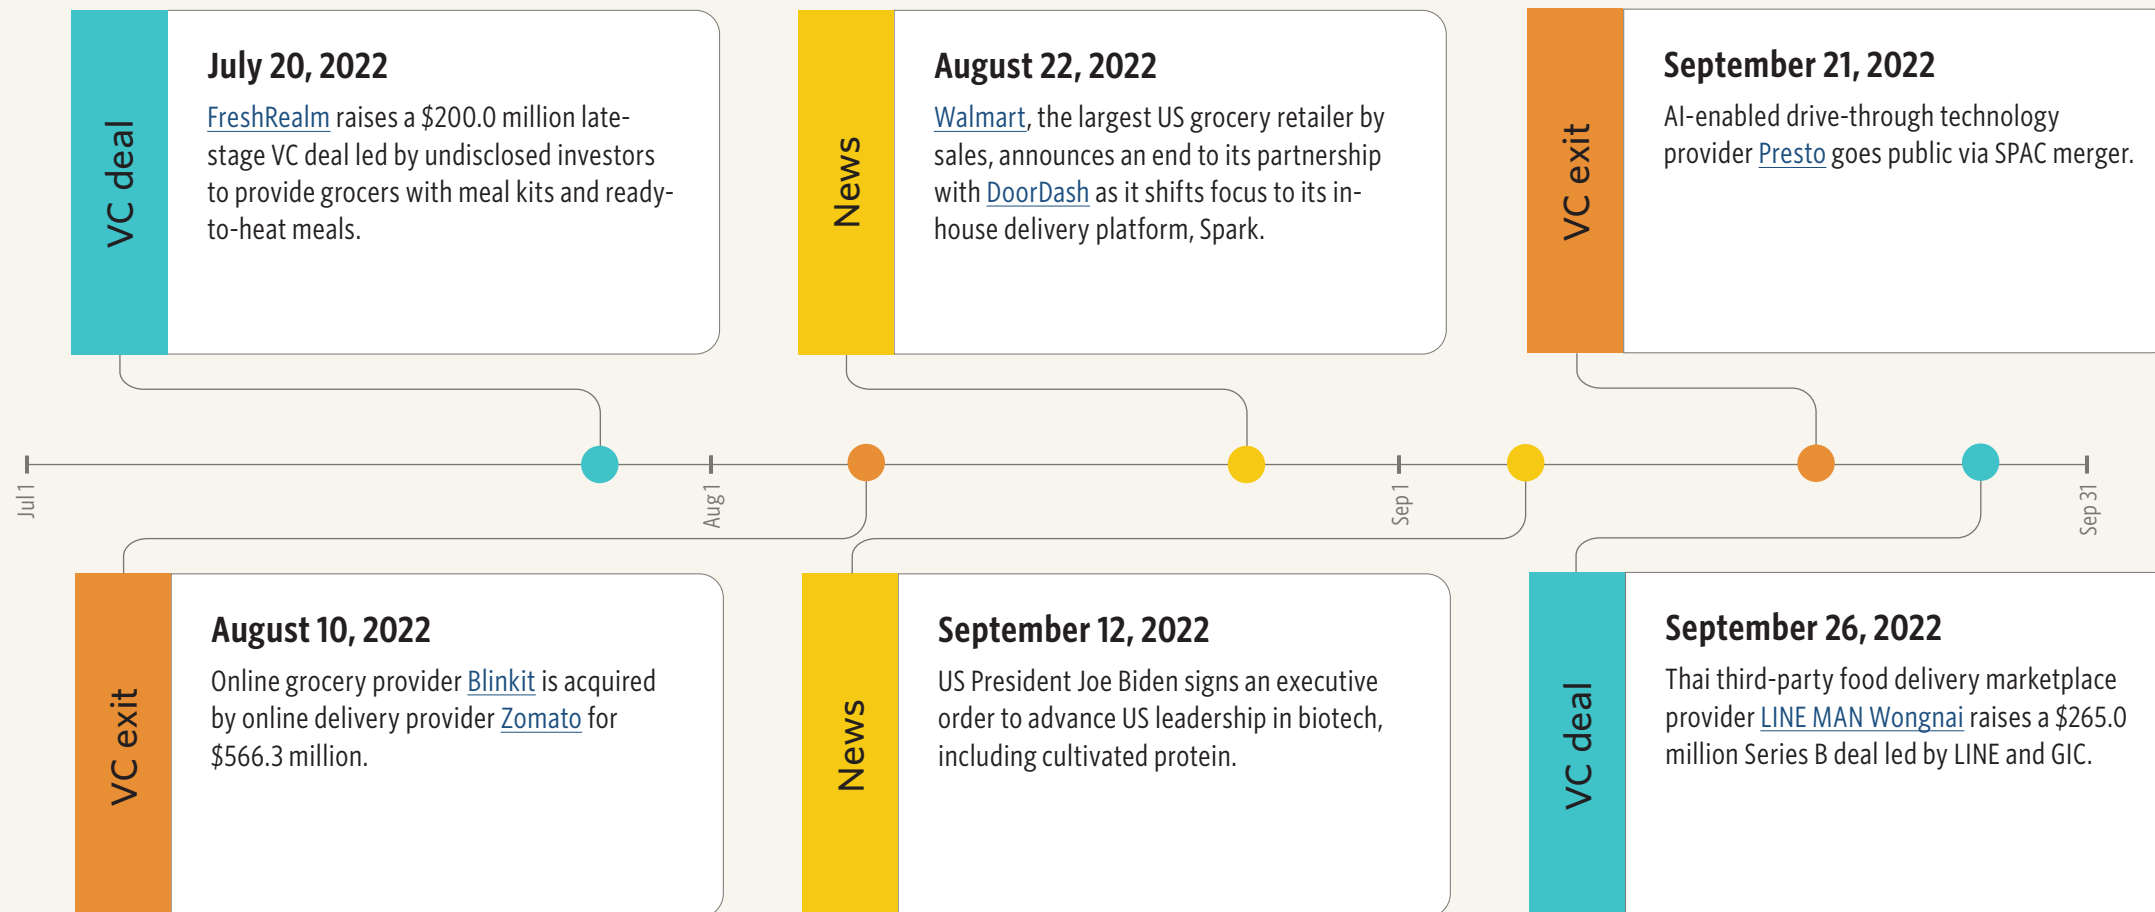 VC deal
July 20, 2022
FreshRealm raises a $200.0 million late-
stage VC deal led by undisclosed investors
to provide grocers with meal kits and ready-
to-heat meals.
News
August 22, 2022
Walmart, the largest US grocery retailer by
sales, announces an end to its partnership
with DoorDash as it shifts focus to its in-
house delivery platform, Spark.
VC exit
September 21, 2022
AI-enabled drive-through technology
provider Presto goes public via SPAC merger.
Jul 1
Aug 1
Sep 1
Sep 31
VC exit
August 10, 2022
Online grocery provider Blinkit is acquired
by online delivery provider Zomato for
$566.3 million.
News
September 12, 2022
US President Joe Biden signs an executive
order to advance US leadership in biotech,
including cultivated protein.
VC deal
September 26, 2022
Thai third-party food delivery marketplace
provider LINE MAN Wongnai raises a $265.0
million Series B deal led by LINE and GIC.